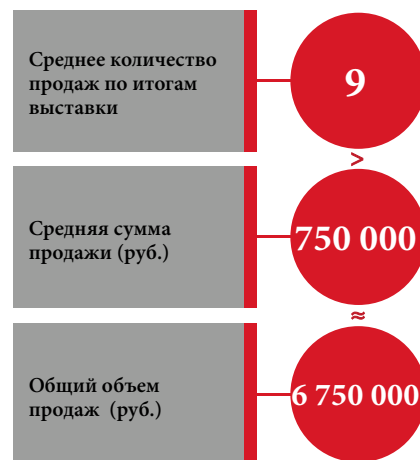 Среднее количество
продаж по итогам
выставки
9
>
Средняя сумма
продажи (руб.)
750 000
≈
Общий объем
продаж (руб.)
6 750 000